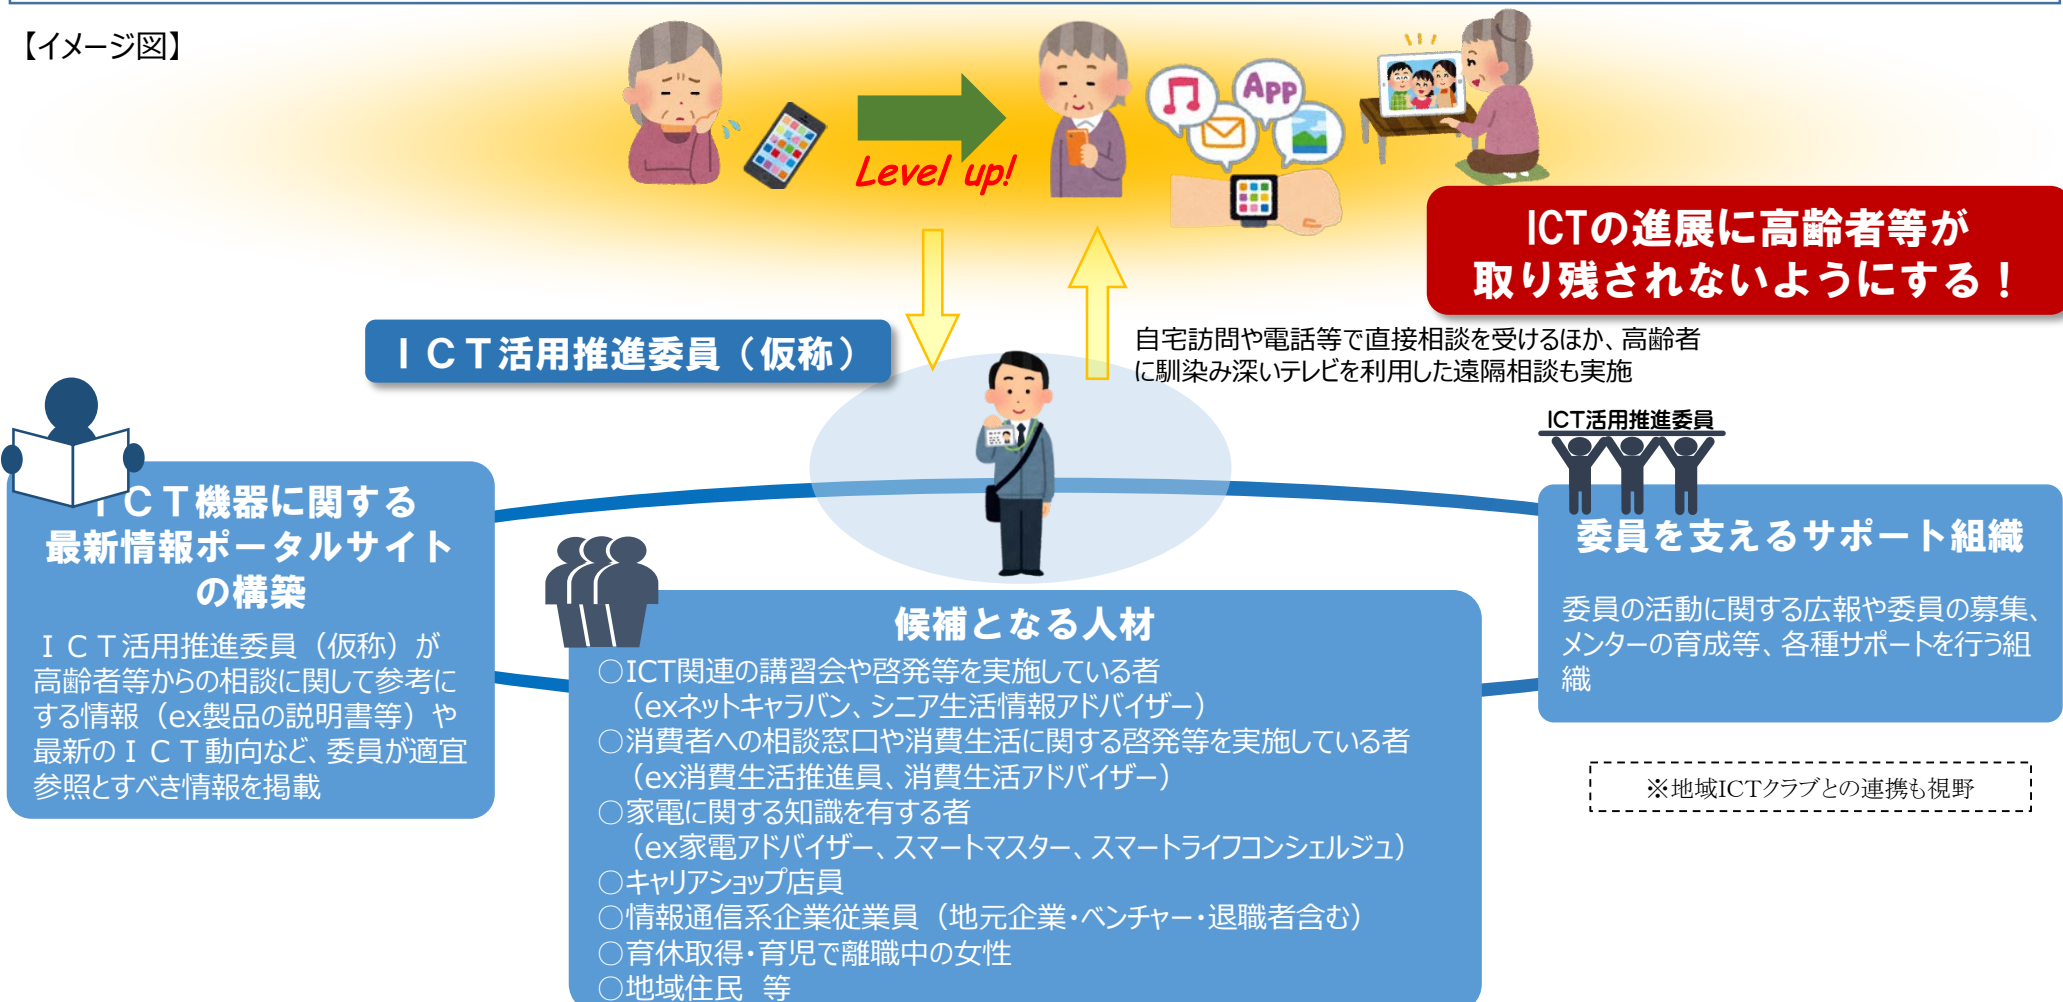 【イメージ図】
App
Level up!
ICTの進展に高齢者等が
取り残されないようにする！
ＩＣＴ活用推進委員（仮称）
自宅訪問や電話等で直接相談を受けるほか、高齢者
に馴染み深いテレビを利用した遠隔相談も実施
ＩＣＴ機器に関する
最新情報ポータルサイト
の構築
ＩＣＴ活用推進委員（仮称）が
高齢者等からの相談に関して参考に
する情報（ex製品の説明書等）や
最新のＩＣＴ動向など、委員が適宜
参照とすべき情報を掲載
候補となる人材
○ICT関連の講習会や啓発等を実施している者
（exネットキャラバン、シニア生活情報アドバイザー）
○消費者への相談窓口や消費生活に関する啓発等を実施している者
（ex消費生活推進員、消費生活アドバイザー）
○家電に関する知識を有する者
（ex家電アドバイザー、スマートマスター、スマートライフコンシェルジュ）
○キャリアショップ店員
○情報通信系企業従業員（地元企業・ベンチャー・退職者含む）
○育休取得・育児で離職中の女性
○地域住民　等
ICT活用推進委員
委員を支えるサポート組織
委員の活動に関する広報や委員の募集、
メンターの育成等、各種サポートを行う組
織
※地域ICTクラブとの連携も視野